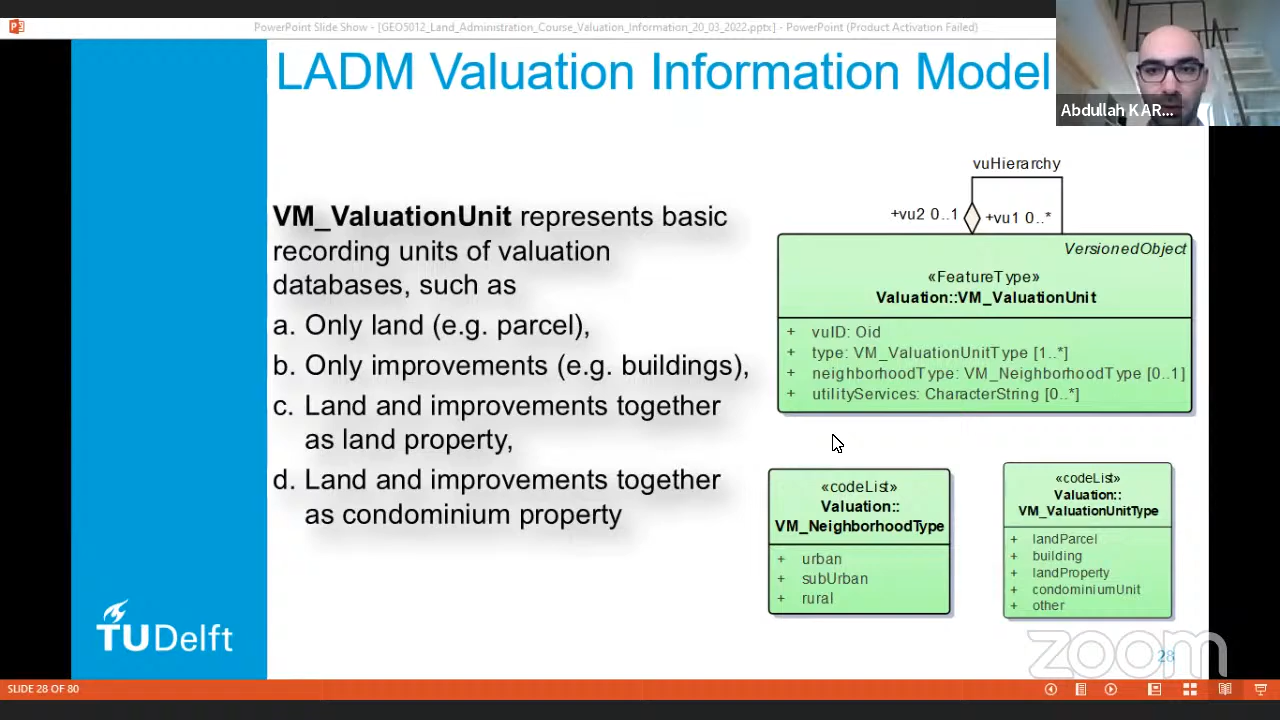 PowerPoint Slide Show - [GEO5012_Land_Administration_Course_Valuation_Information_20_03_2022.pptx] - PowerPoint (Product Activation Failed)
LADM Valuation Information Model
Abdullah KAR...
VM_ValuationUnit represents basic
recording units of valuation
databases, such as
a. Only land (e.g. parcel),
b. Only improvements (e.g. buildings),
c. Land and improvements together
as land property,
d. Land and improvements together
as condominium property
vuHierarchy
+vu2 0..1
+vu1 0..*
VersionedObject
«FeatureType»
Valuation::VM_ValuationUnit
+ vuID: Oid
+ type: VM_ValuationUnitType [1..*]
+ neighborhoodType: VM_NeighborhoodType [0..1]
+ utilityServices: CharacterString [0..*]
«codeList»
Valuation::
VM_NeighborhoodType
+ urban
+ subUrban
+ rural
«codeList»
Valuation::
VM_ValuationUnitType
+ landParcel
+ building
+ landProperty
+ condominiumUnit
+ other
TUDelft
zoom
28
SLIDE 28 OF 80